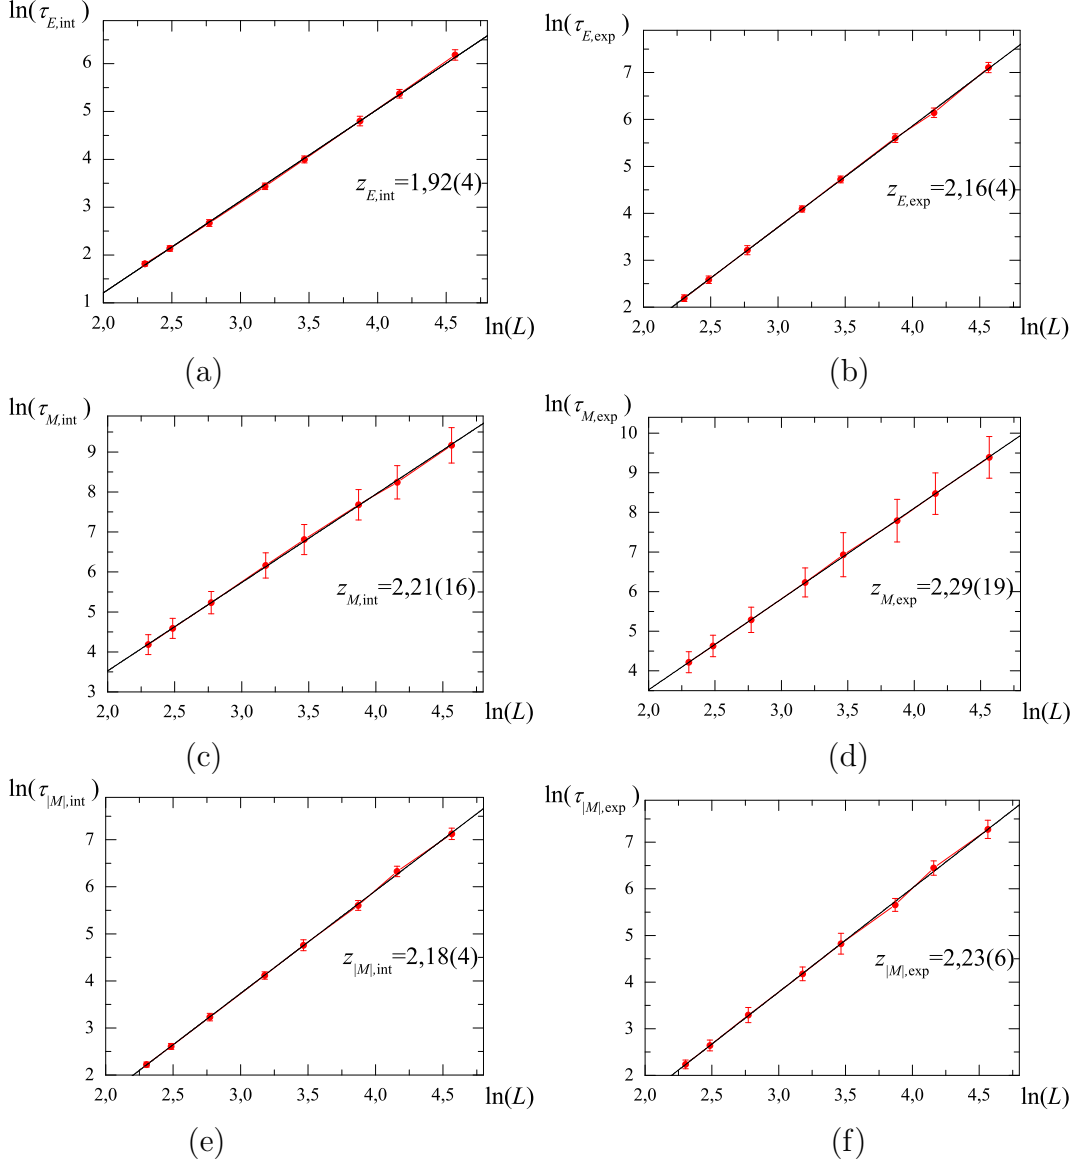 ln(τE,int)
6
5
4
3
2
1
zE,int=1,92(4)
2,0 2,5 3,0 3,5 4,0 4,5 ln(L)
(a)
ln(τE,exp)
7
6
5
4
3
2
zE,exp=2,16(4)
2,0 2,5 3,0 3,5 4,0 4,5 ln(L)
(b)
ln(τM,int)
9
8
7
6
5
4
3
zM,int=2,21(16)
2,0 2,5 3,0 3,5 4,0 4,5 ln(L)
(c)
ln(τM,exp)
10
9
8
7
6
5
4
zM,exp=2,29(19)
2,0 2,5 3,0 3,5 4,0 4,5 ln(L)
(d)
ln(τ|M|,int)
7
6
5
4
3
2
z|M|,int=2,18(4)
2,0 2,5 3,0 3,5 4,0 4,5 ln(L)
(e)
ln(τ|M|,exp)
7
6
5
4
3
2
z|M|,exp=2,23(6)
2,0 2,5 3,0 3,5 4,0 4,5 ln(L)
(f)